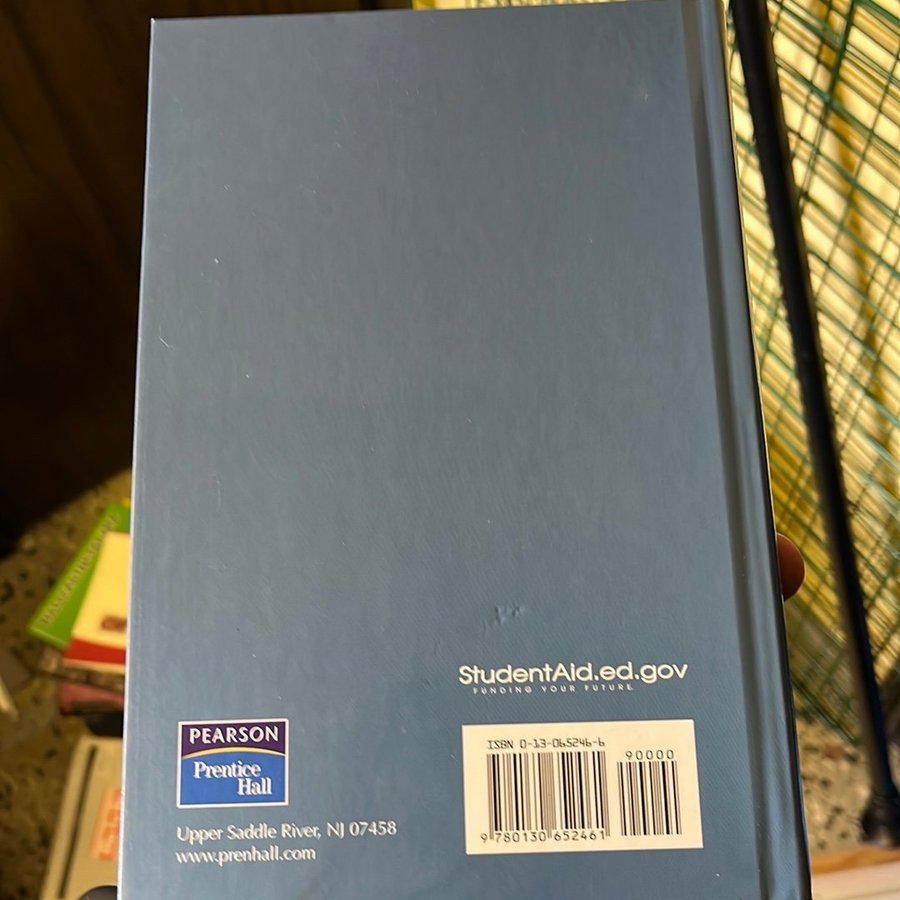 StudentAid.ed.gov
FUNDING YOUR FUTURE.
PEARSON
Prentice
Hall
Upper Saddle River, NJ 07458
www.prenhall.com
ISBN 0-13-065246-6
90000
9 780130 652461